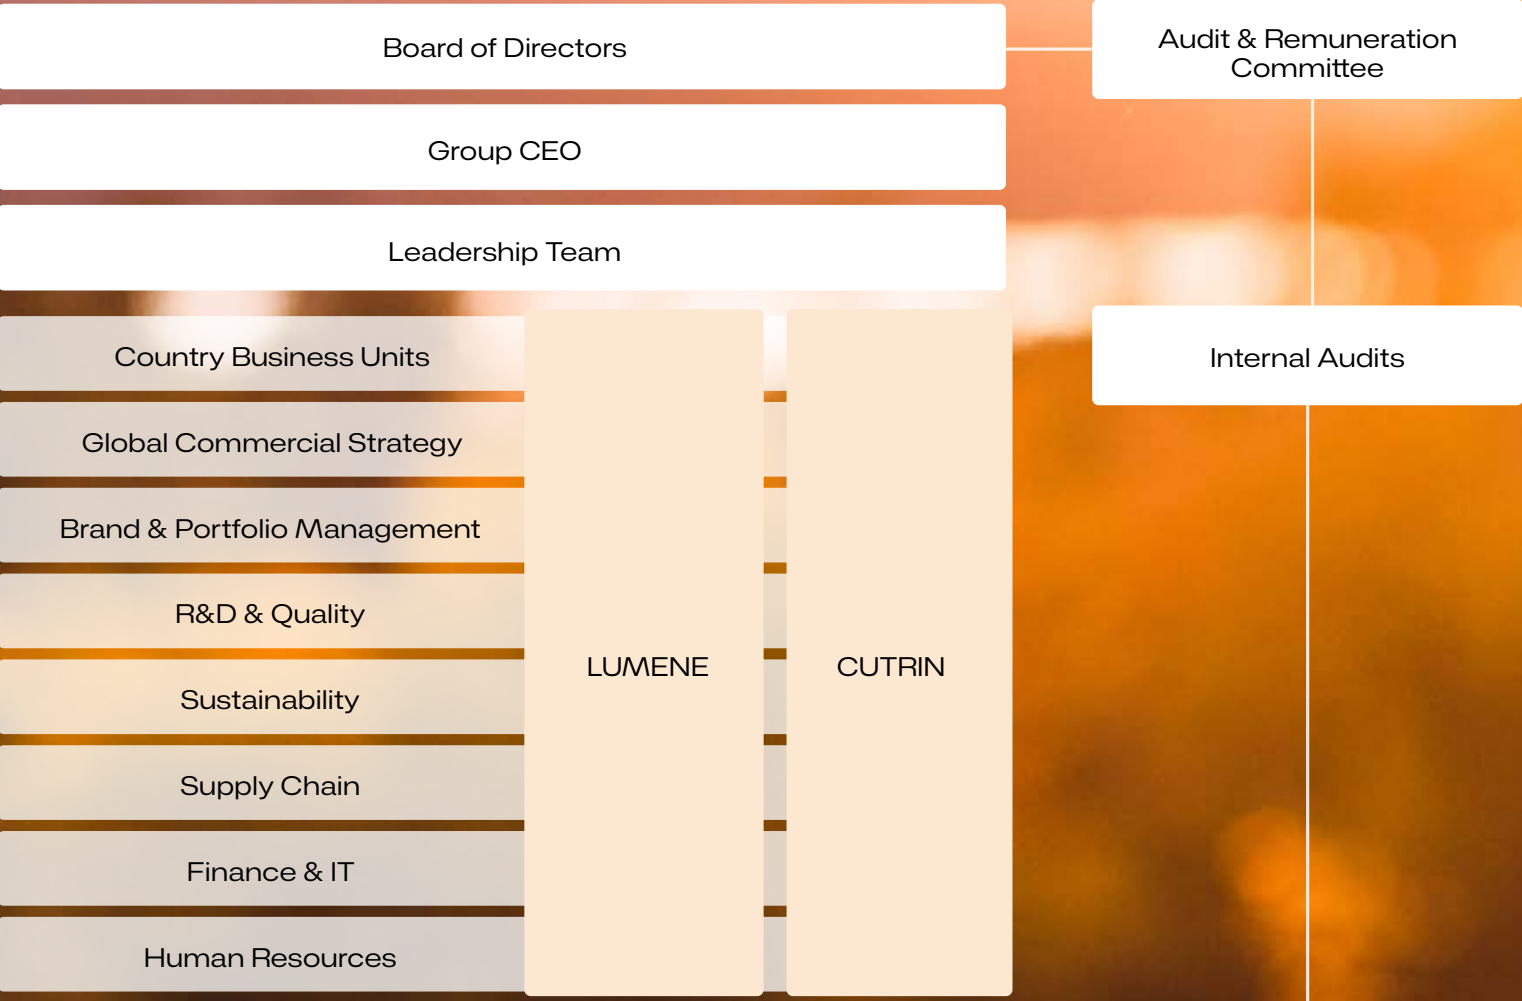 Board of Directors
Audit & Remuneration
Committee
Group CEO
Leadership Team
Country Business Units
Internal Audits
Global Commercial Strategy
Brand & Portfolio Management
R&D & Quality
LUMENE
CUTRIN
Sustainability
Supply Chain
Finance & IT
Human Resources